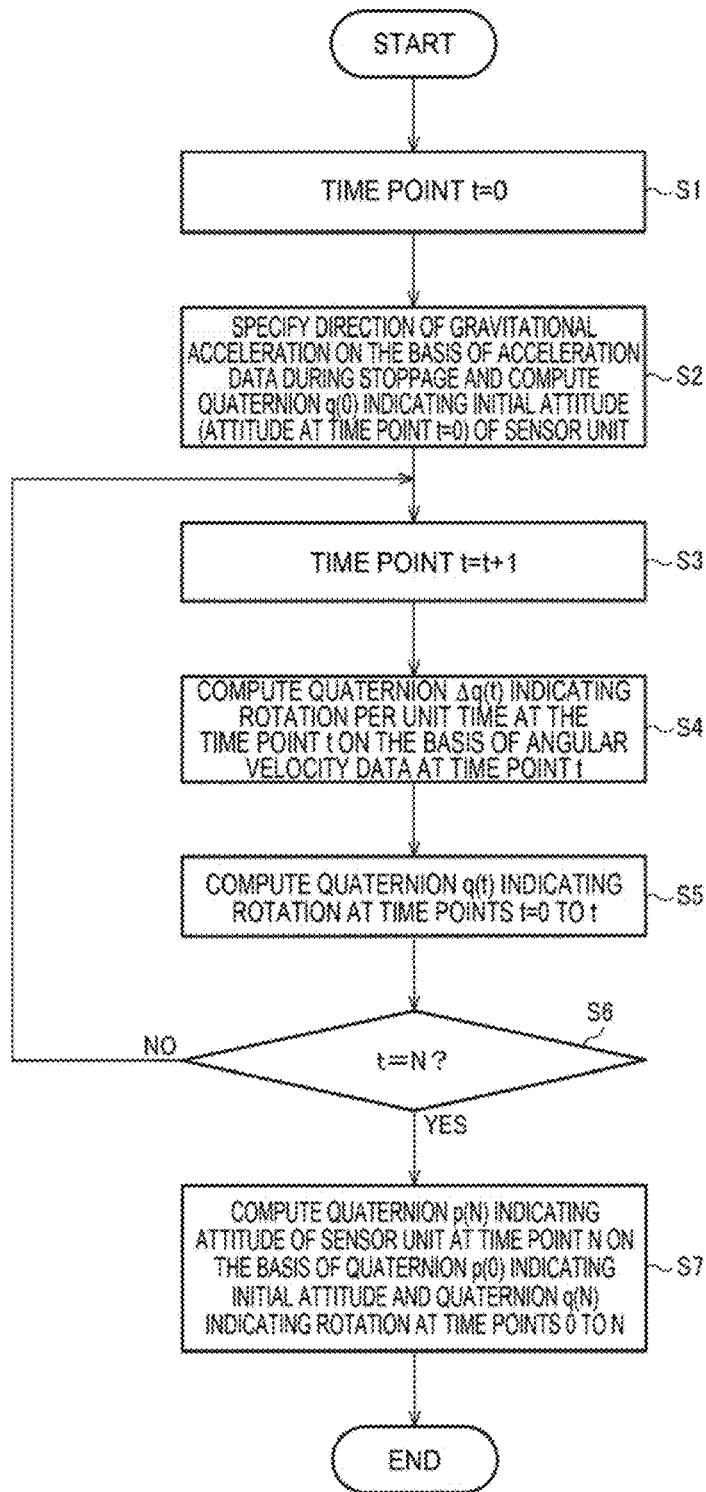 START
TIME POINT t=0
S1
SPECIFY DIRECTION OF GRAVITATIONAL
ACCELERATION ON THE BASIS OF ACCELERATION
DATA DURING STOPPAGE AND COMPUTE
QUATERNION q(0) INDICATING INITIAL ATTITUDE
(ATTITUDE AT TIME POINT t=0) OF SENSOR UNIT
S2
TIME POINT t=t+1
S3
COMPUTE QUATERNION Δq(t) INDICATING
ROTATION PER UNIT TIME AT THE
TIME POINT t ON THE BASIS OF ANGULAR
VELOCITY DATA AT TIME POINT t
S4
COMPUTE QUATERNION q(t) INDICATING
ROTATION AT TIME POINTS t=0 TO t
S5
S6
t=N?
NO
YES
COMPUTE QUATERNION p(N) INDICATING
ATTITUDE OF SENSOR UNIT AT TIME POINT N ON
THE BASIS OF QUATERNION p(0) INDICATING
INITIAL ATTITUDE AND QUATERNION q(N)
INDICATING ROTATION AT TIME POINTS 0 TO N
S7
END